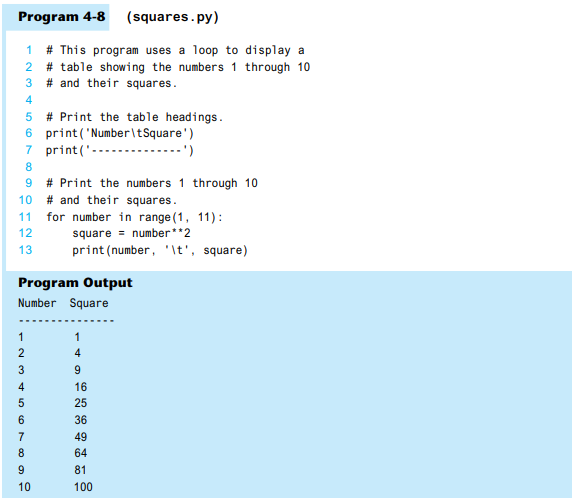 Program 4-8 (squares.py)
1 # This program uses a loop to display a
2 # table showing the numbers 1 through 10
3 # and their squares.
4
5 # Print the table headings.
6 print('Number\tSquare')
7 print('--------------')
8
9 # Print the numbers 1 through 10
10 # and their squares.
11 for number in range(1, 11):
12     square = number**2
13     print(number, '\t', square)
Program Output
Number Square
---------------
1 1
2 4
3 9
4 16
5 25
6 36
7 49
8 64
9 81
10 100